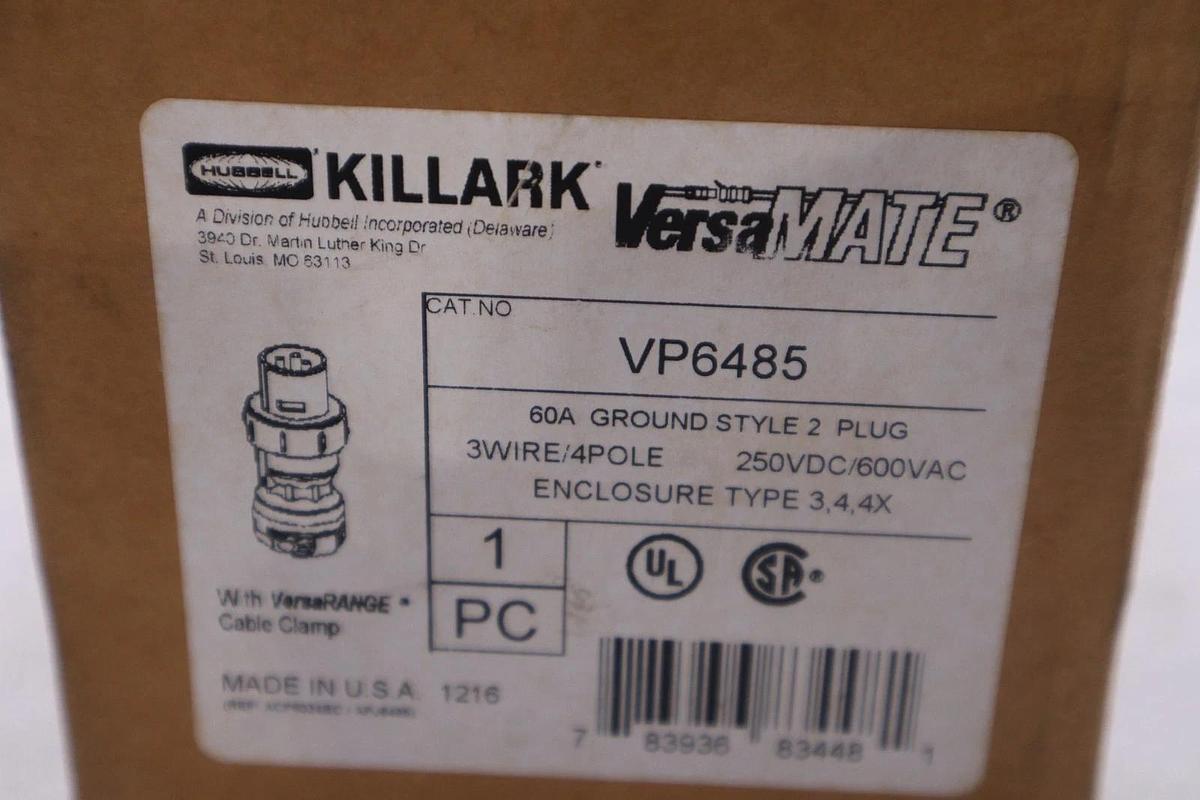 HUBBELL KILLARK
VersaMATE®
A Division of Hubbell Incorporated (Delaware)
3940 Dr. Martin Luther King Dr
St. Louis, MO 63113
CAT.NO
VP6485
60A GROUND STYLE 2 PLUG
3WIRE/4POLE 250VDC/600VAC
ENCLOSURE TYPE 3,4,4X
1
PC
UL
SA®
With VersaRANGE
Cable Clamp
MADE IN U.S.A. 1216
7 83936 83448 1